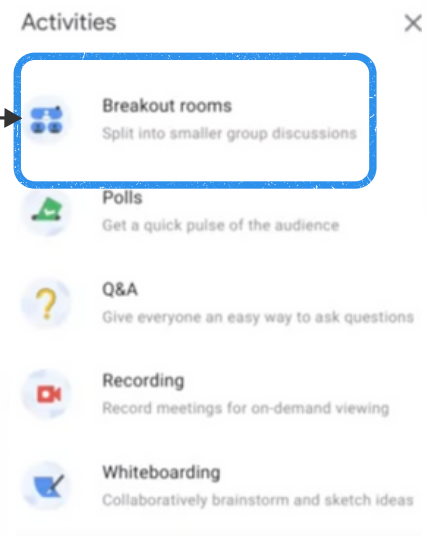 Activities
Breakout rooms
Split into smaller group discussions
Polls
Get a quick pulse of the audience
Q&A
Give everyone an easy way to ask questions
Recording
Record meetings for on-demand viewing
Whiteboarding
Collaboratively brainstorm and sketch ideas